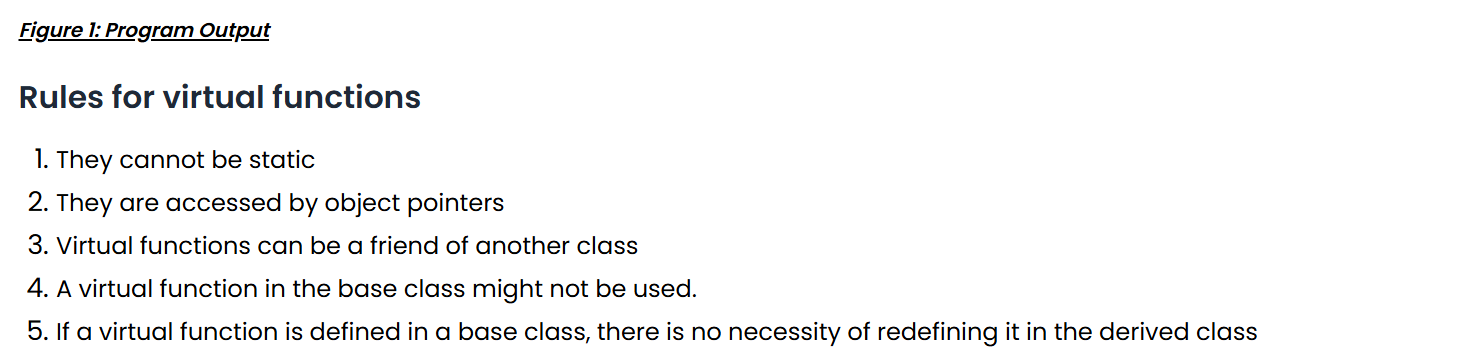 Figure 1: Program Output
Rules for virtual functions
1. They cannot be static
2. They are accessed by object pointers
3. Virtual functions can be a friend of another class
4. A virtual function in the base class might not be used.
5. If a virtual function is defined in a base class, there is no necessity of redefining it in the derived class